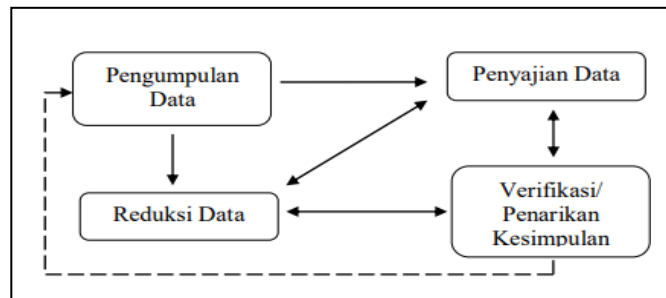 Pengumpulan
Data
Penyajian Data
Reduksi Data
Verifikasi/
Penarikan
Kesimpulan